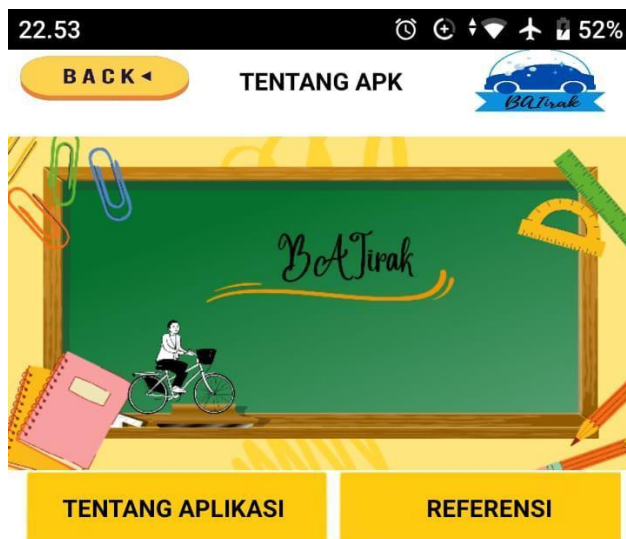 22.53 52%
BACK
TENTANG APK
BATirak
BATirak
TENTANG APLIKASI
REFERENSI